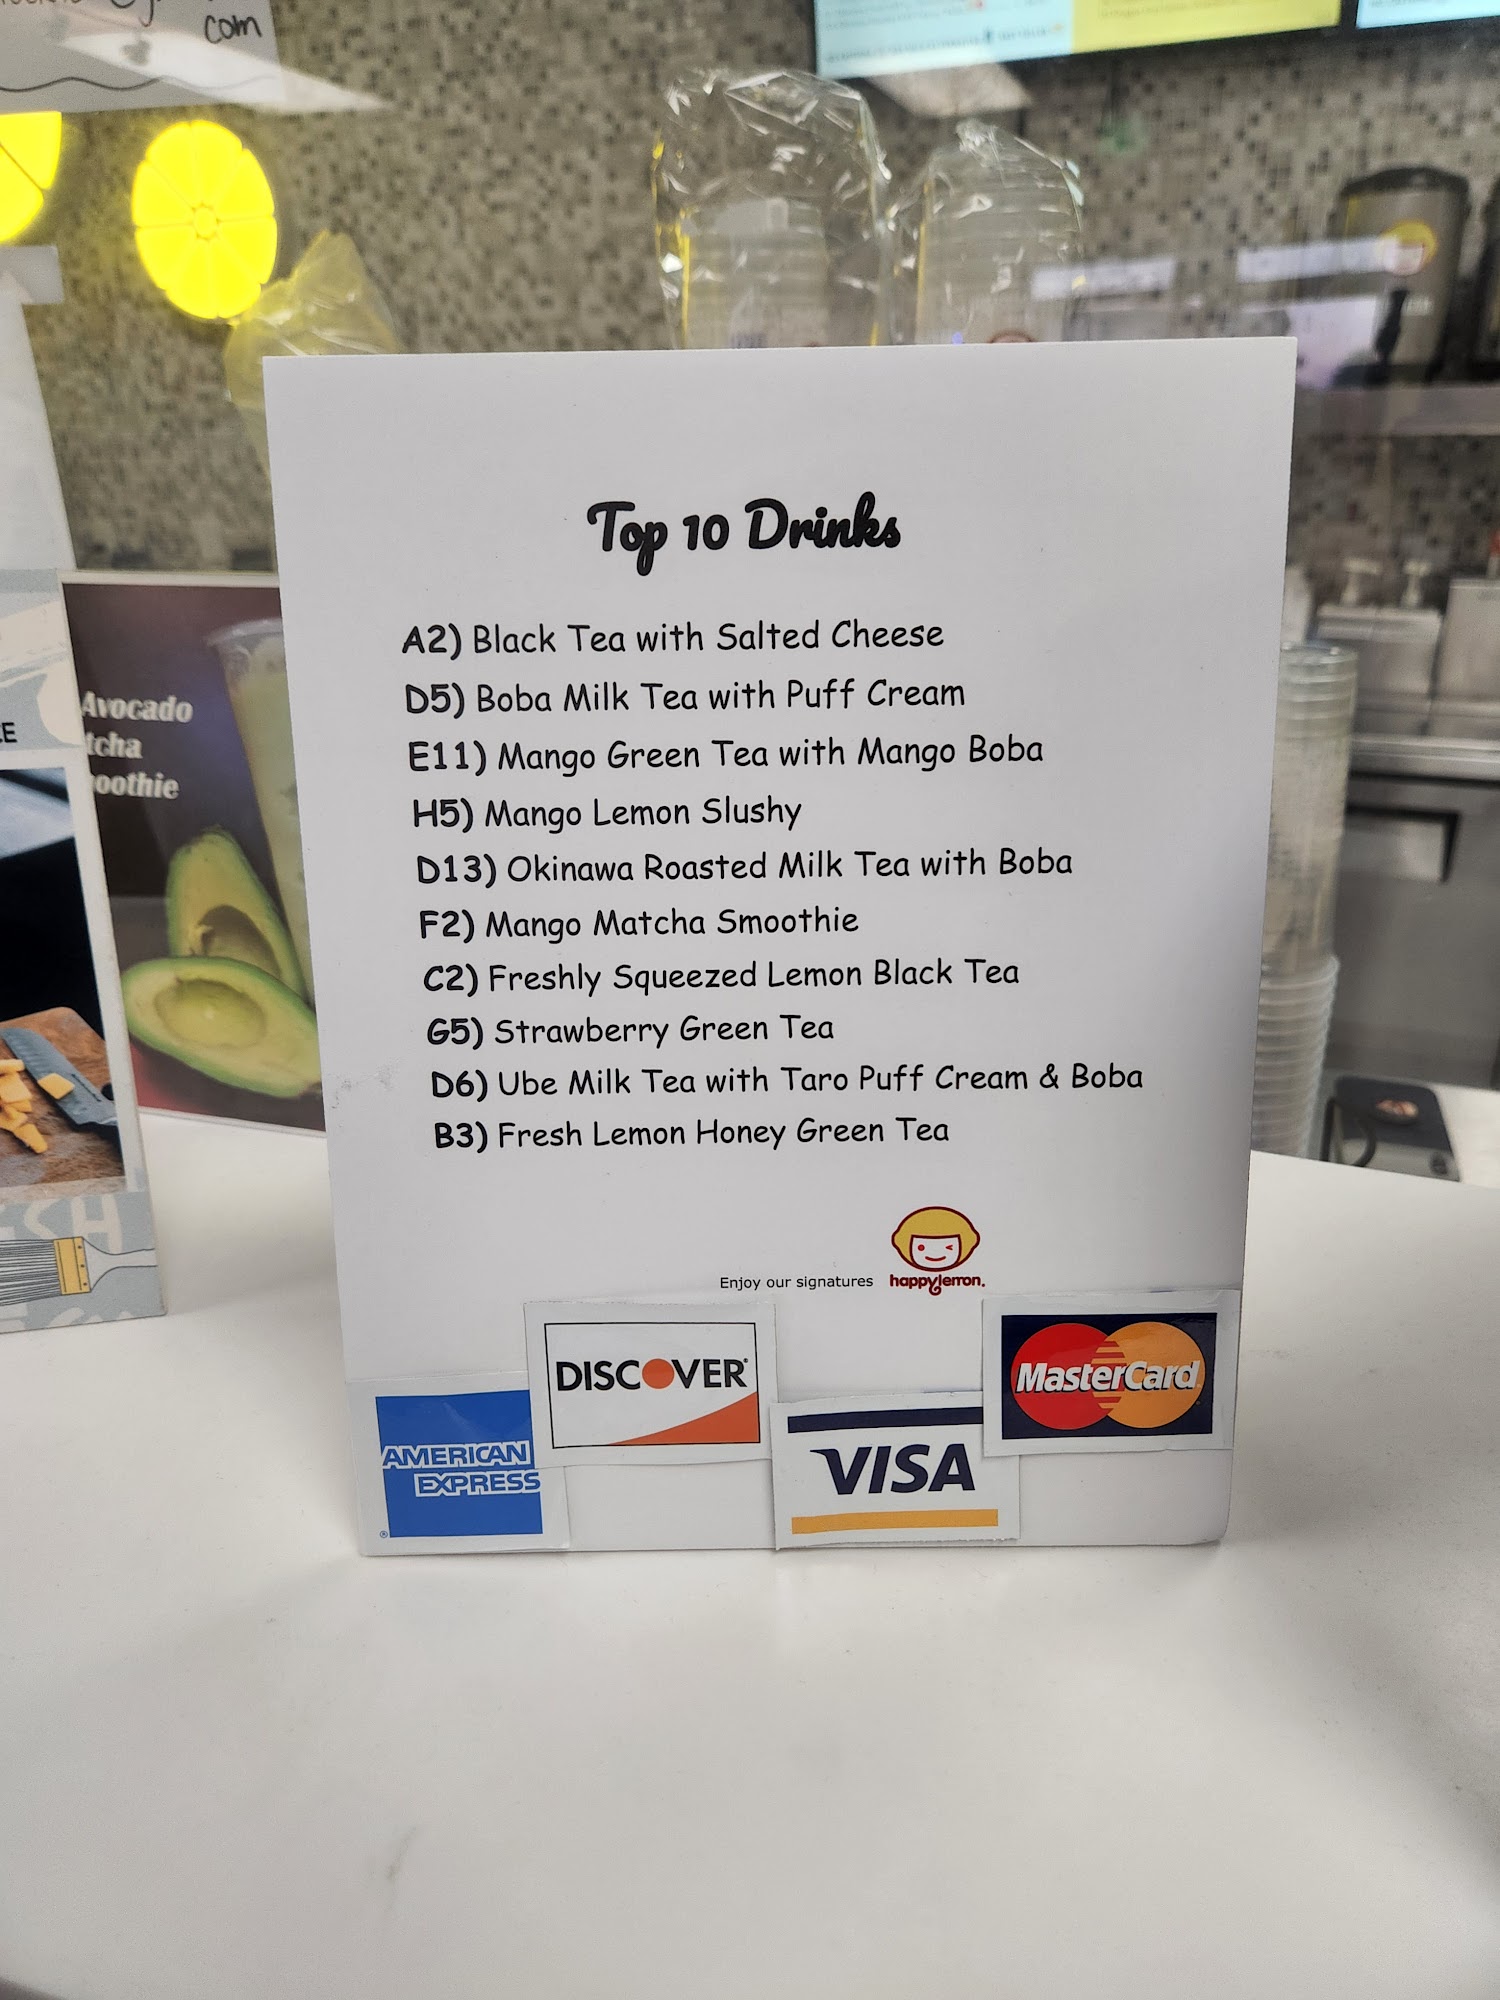 com
Top 10 Drinks
A2) Black Tea with Salted Cheese
D5) Boba Milk Tea with Puff Cream
E11) Mango Green Tea with Mango Boba
H5) Mango Lemon Slushy
D13) Okinawa Roasted Milk Tea with Boba
F2) Mango Matcha Smoothie
C2) Freshly Squeezed Lemon Black Tea
G5) Strawberry Green Tea
D6) Ube Milk Tea with Taro Puff Cream & Boba
B3) Fresh Lemon Honey Green Tea
Enjoy our signatures happylemon.
AMERICAN
EXPRESS®
DISCOVER®
VISA
MasterCard
Avocado
tcha
oothie